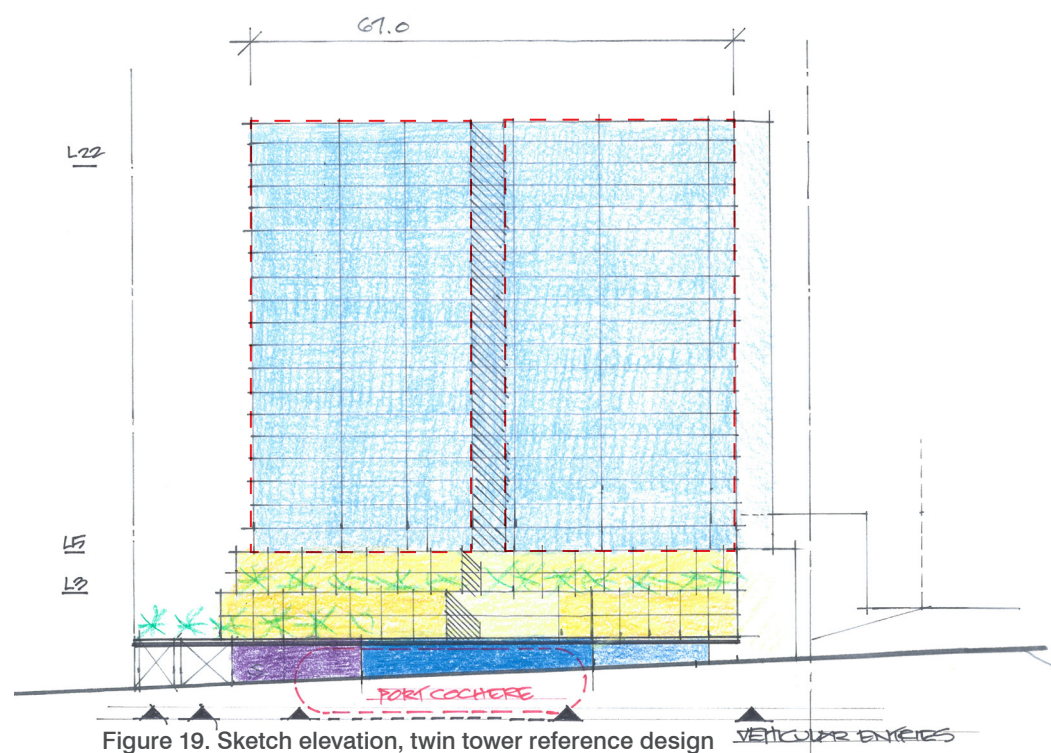 67.0
L22
L5
L3
PORT COCHERE
VEHICULAR ENTRIES
Figure 19. Sketch elevation, twin tower reference design